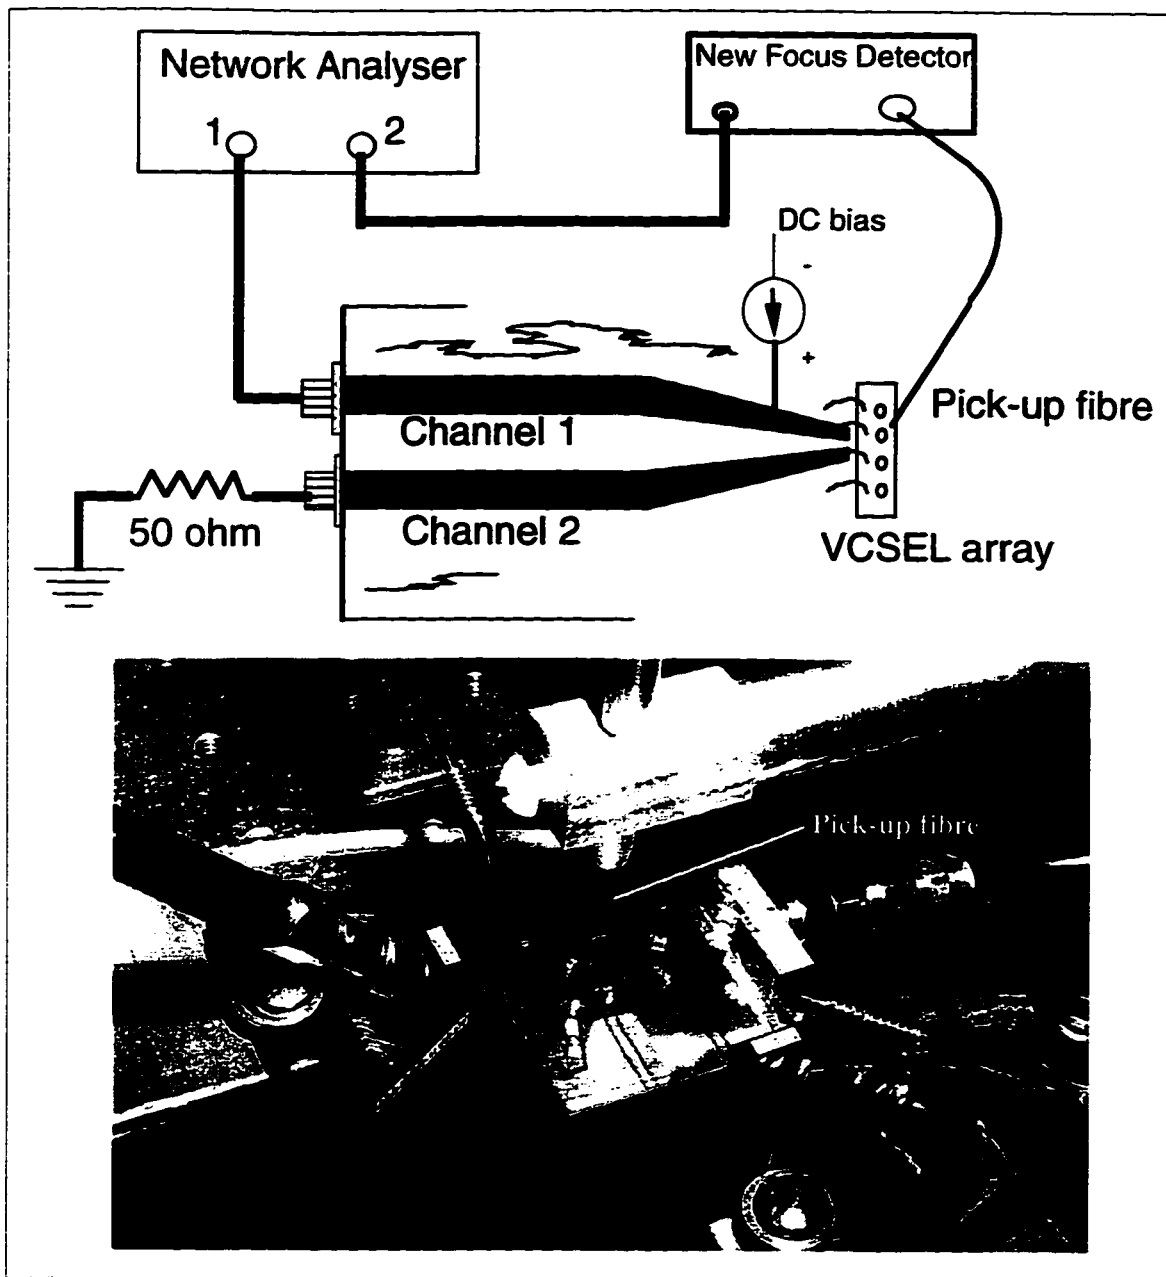 Network Analyser
1
2
New Focus Detector
DC bias
-
+
Channel 1
Pick-up fibre
50 ohm
Channel 2
VCSEL array
Pick-up fibre